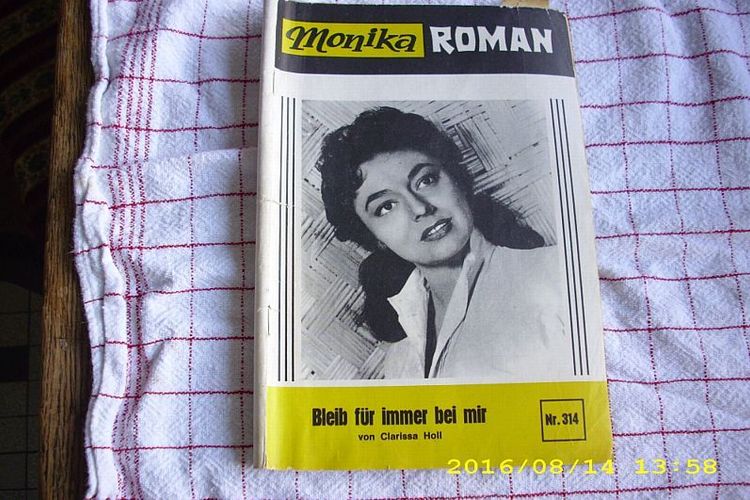 Monika ROMAN
Bleib für immer bei mir
von Clarissa Holl
Nr. 314
2016/08/14 13:58